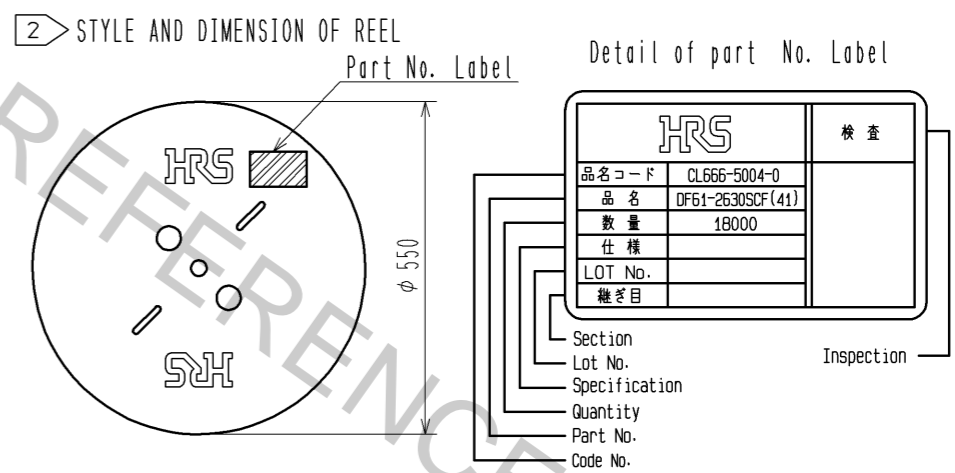 2 STYLE AND DIMENSION OF REEL
Part No. Label
HRS
φ550
HRS
REFERENCE
Detail of part No. Label
HRS
検査
品名コード CL666-5004-0
品名 DF61-2630SCF(41)
数量 18000
仕様
LOT No.
継ぎ目
Section
Lot No.
Specification
Quantity
Part No.
Code No.
Inspection